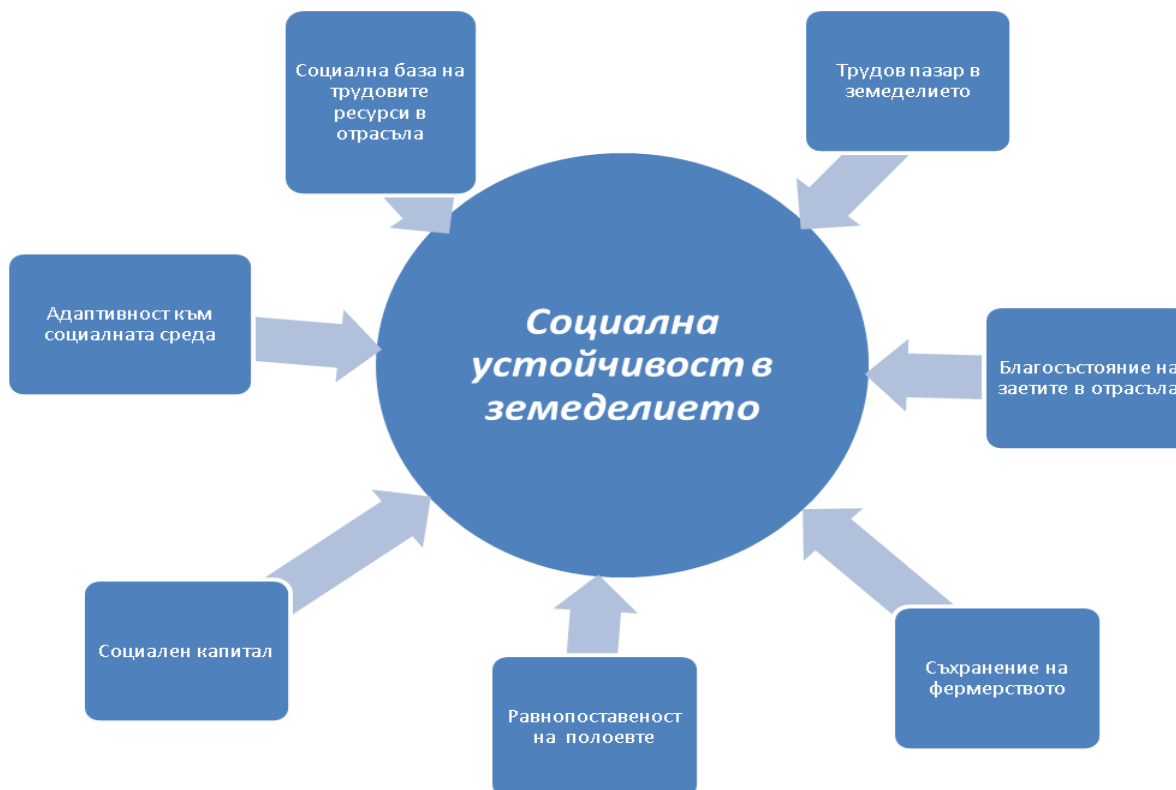 Социална база на
трудовите
ресурси в
отрасъла
Трудов пазар в
земеделието
Адаптивност към
социалната среда
Социална
устойчивост в
земеделието
Благосъстояние на
заетите в отрасъла
Социален капитал
Равнопоставеност
на полоевте
Съхранение на
фермерството